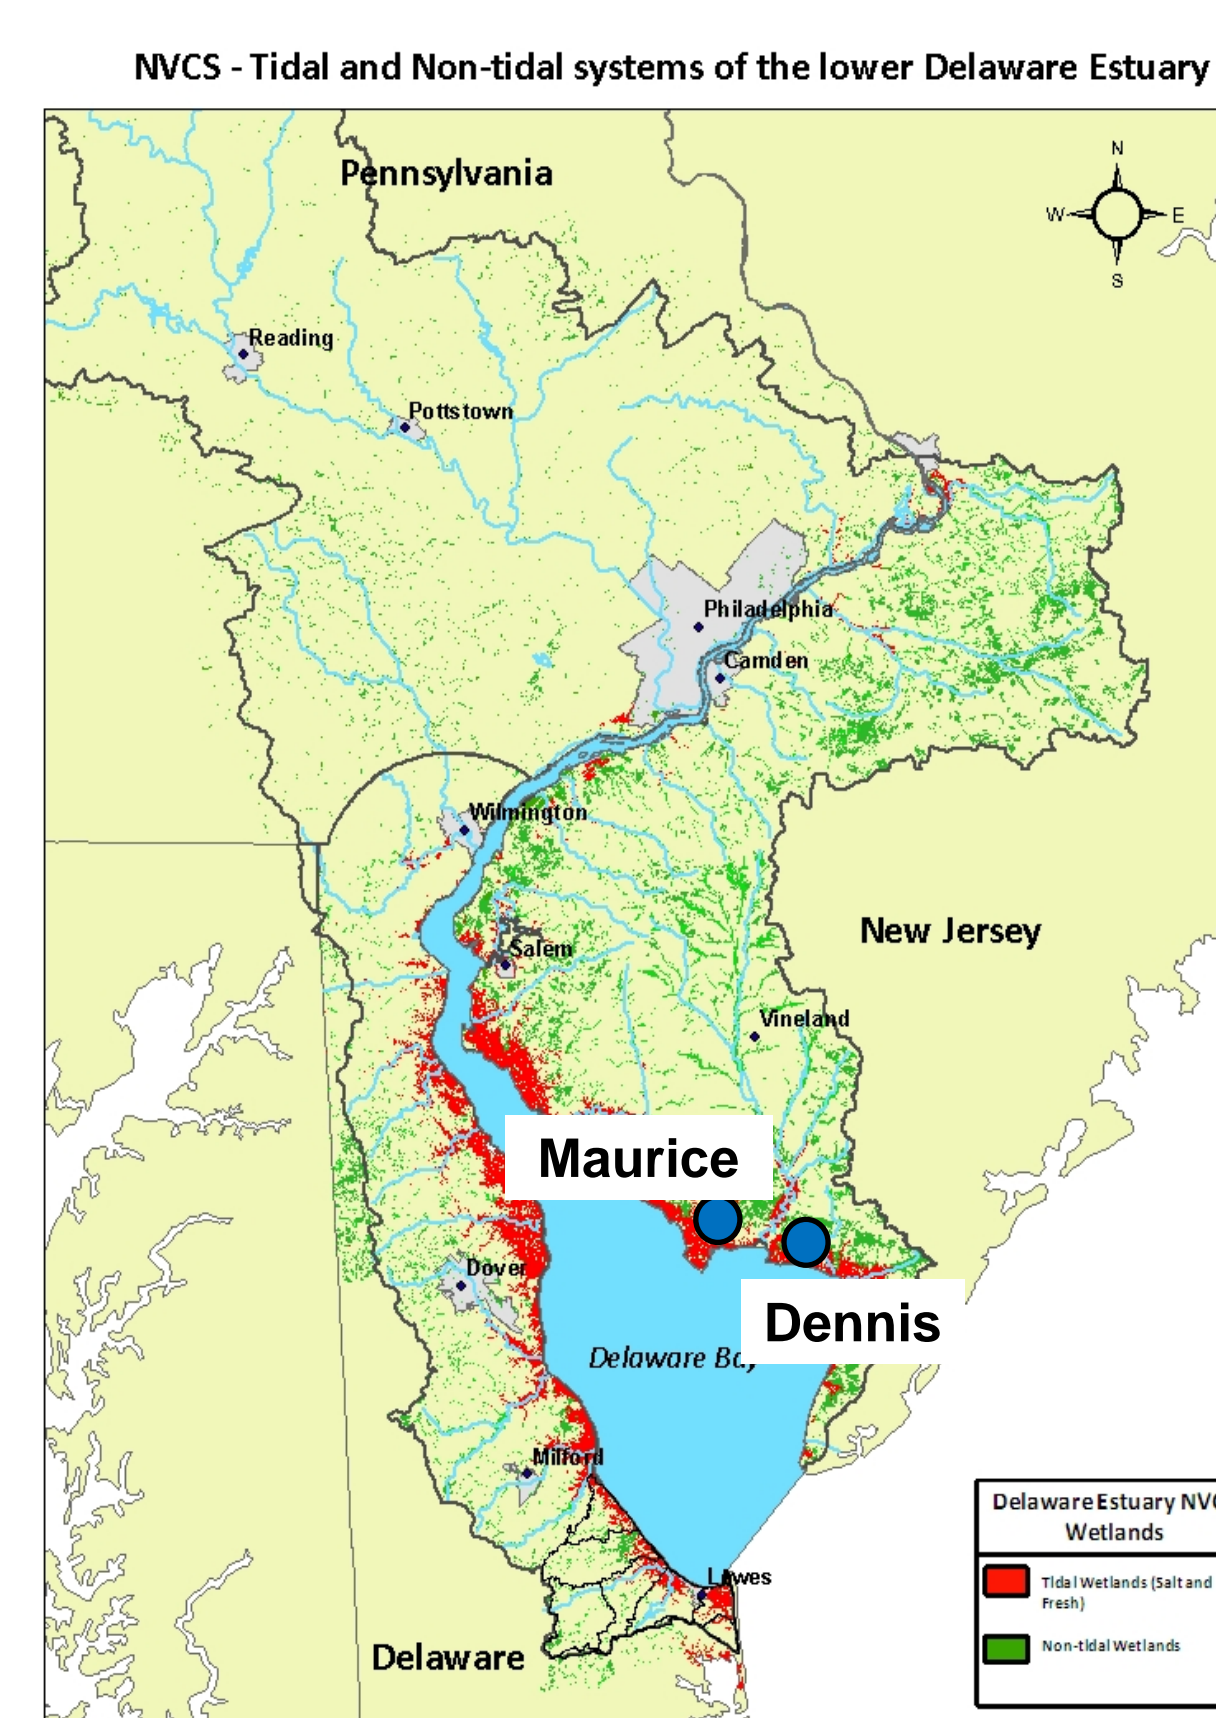 NVCS - Tidal and Non-tidal systems of the lower Delaware Estuary
N
W
E
S
Pennsylvania
Reading
Pottstown
Philadelphia
Camden
Wilmington
New Jersey
Salem
Vineland
Maurice
Dover
Dennis
Delaware Bay
Milford
Delaware Estuary NVC
Wetlands
Lewes
Tidal Wetlands (Salt and
Fresh)
Non-tidal Wetlands
Delaware